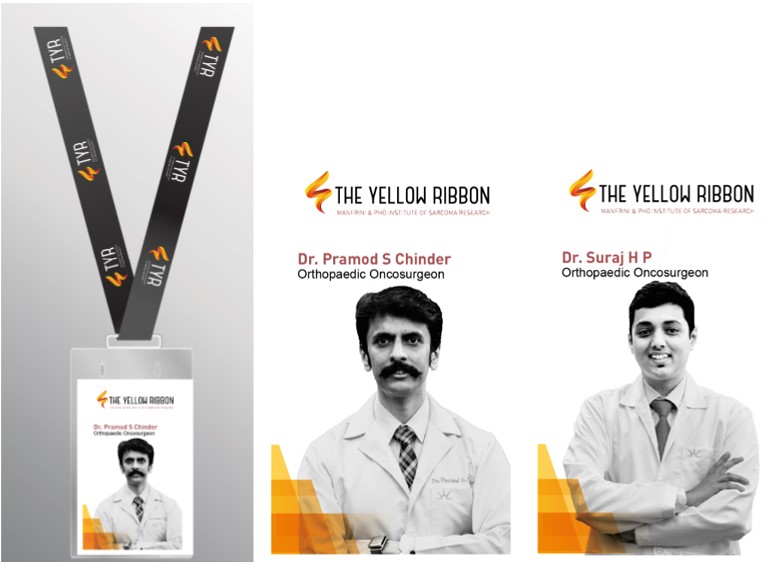 TYR
TYR
TYR
TYR
TYR
TYR
THE YELLOW RIBBON
Dr. Pramod S Chinder
Orthopaedic Oncosurgeon
THE YELLOW RIBBON
MANFRINI & PHO INSTITUTE OF SARCOMA RESEARCH
Dr. Pramod S Chinder
Orthopaedic Oncosurgeon
THE YELLOW RIBBON
MANFRINI & PHO INSTITUTE OF SARCOMA RESEARCH
Dr. Suraj H P
Orthopaedic Oncosurgeon